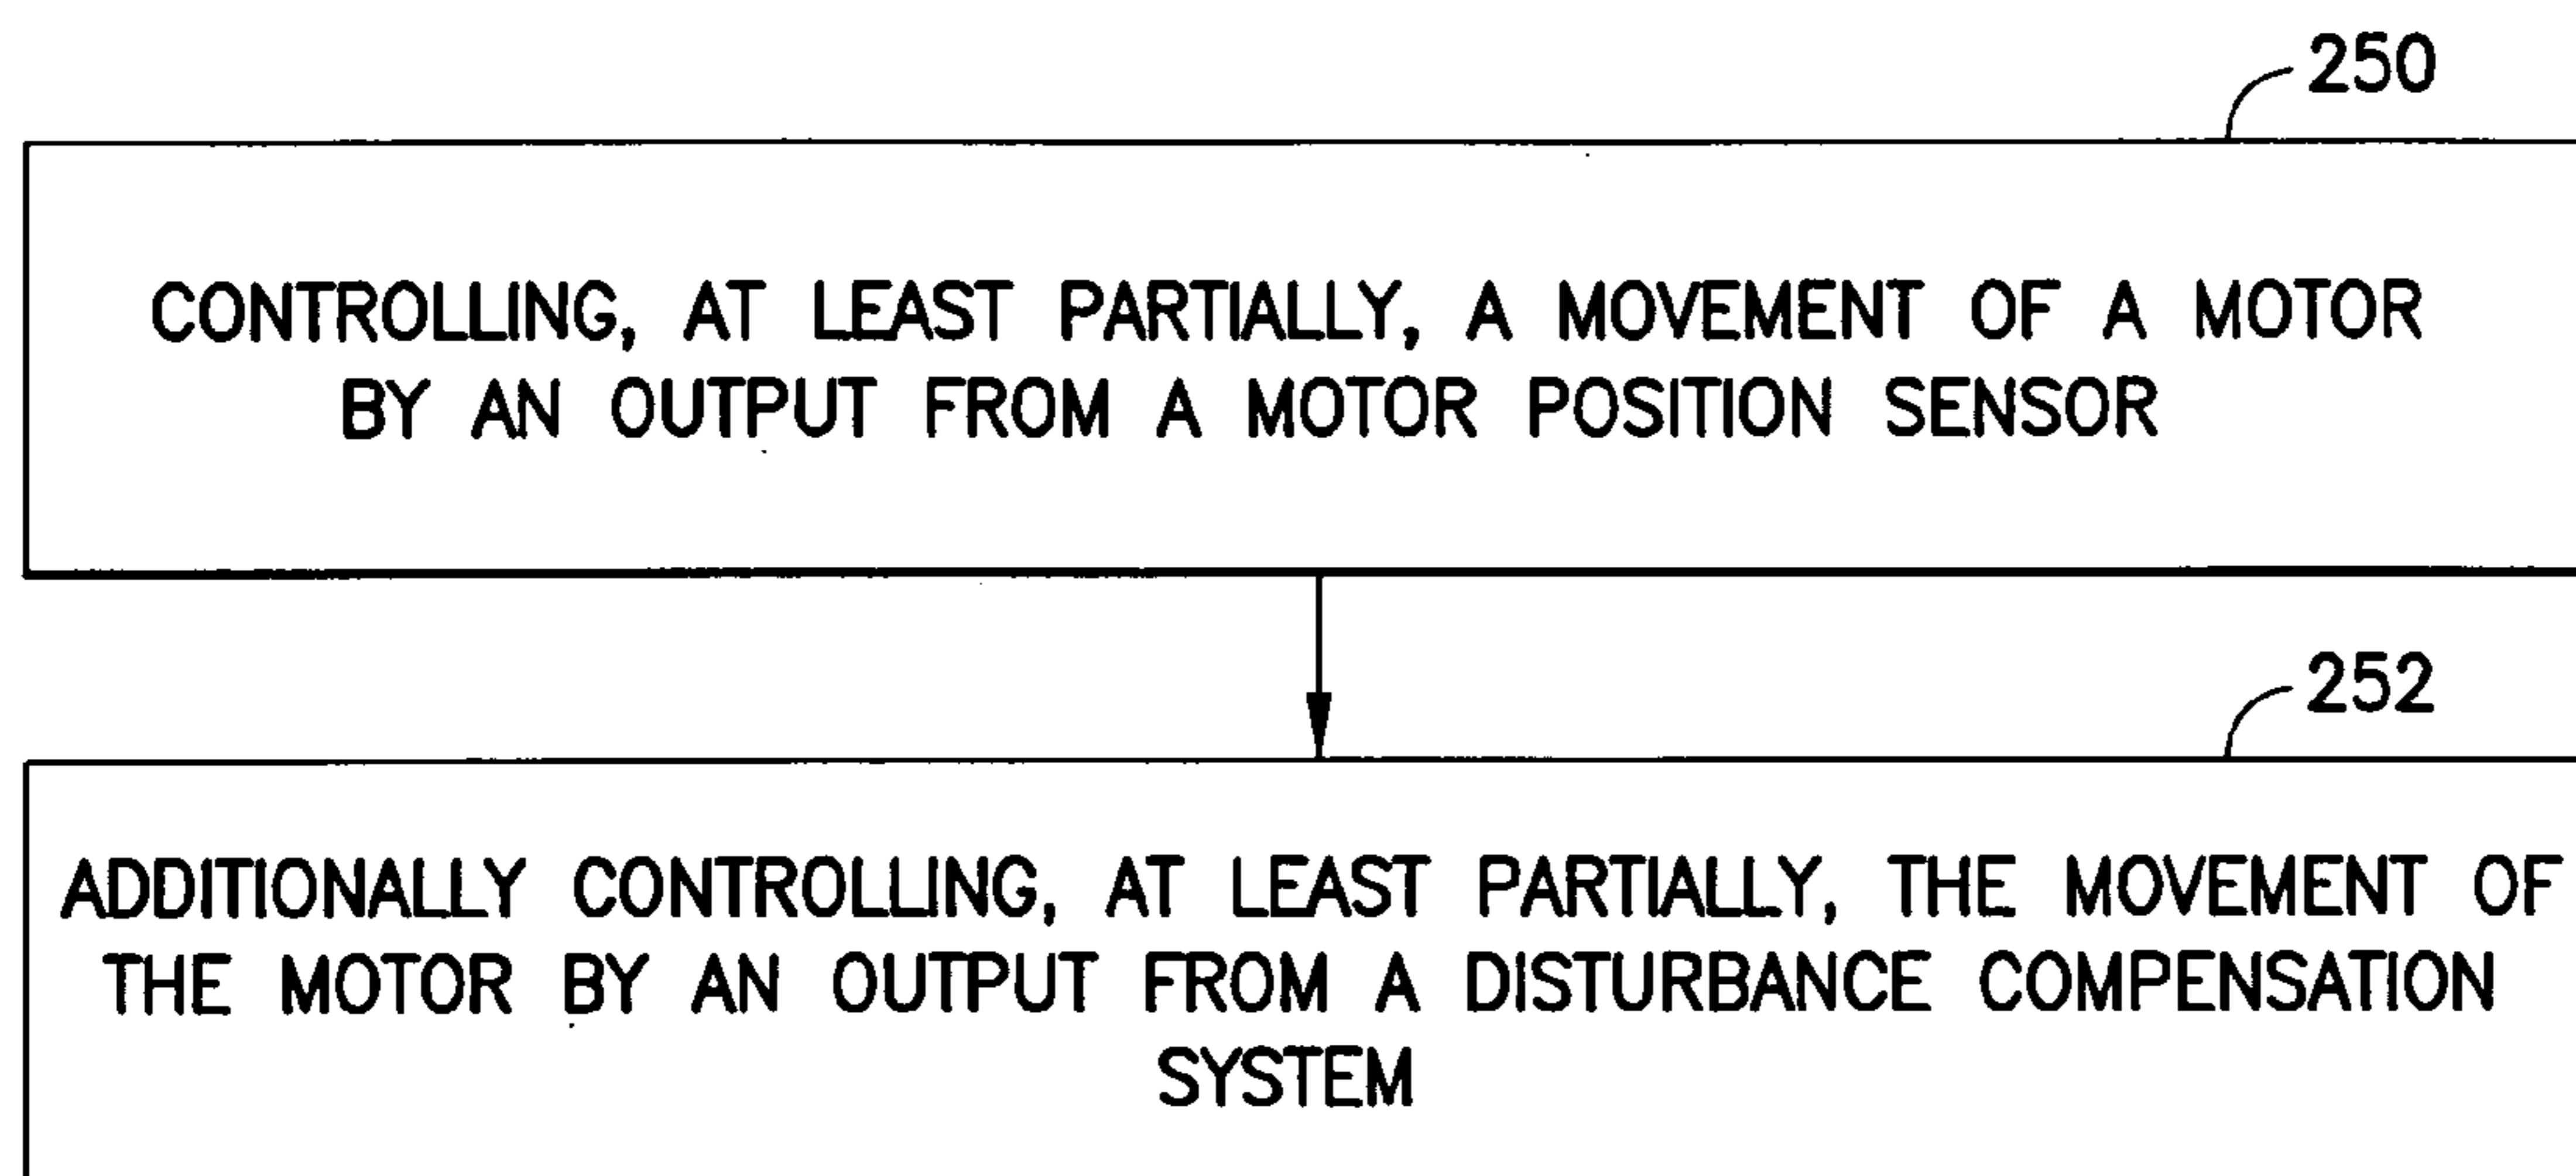 250
CONTROLLING, AT LEAST PARTIALLY, A MOVEMENT OF A MOTOR
BY AN OUTPUT FROM A MOTOR POSITION SENSOR
252
ADDITIONALLY CONTROLLING, AT LEAST PARTIALLY, THE MOVEMENT OF
THE MOTOR BY AN OUTPUT FROM A DISTURBANCE COMPENSATION
SYSTEM